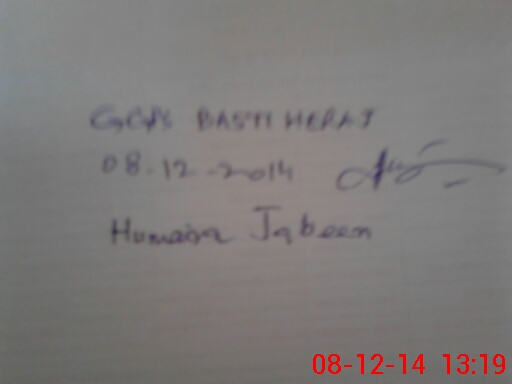 GGPS BASTI HERAJ
08-12-2014
Humaira Jabeen
08-12-14 13:19